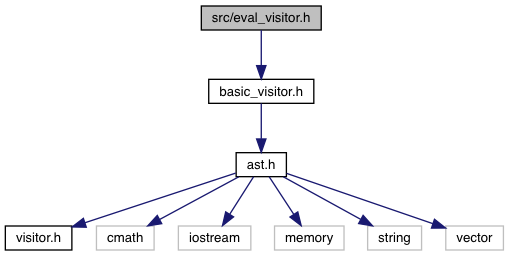 src/eval_visitor.h
basic_visitor.h
ast.h
visitor.h
cmath
iostream
memory
string
vector